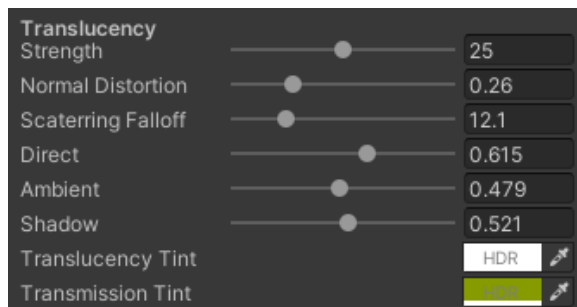 Translucency
Strength 25
Normal Distortion 0.26
Scaterring Falloff 12.1
Direct 0.615
Ambient 0.479
Shadow 0.521
Translucency Tint HDR
Transmission Tint HDR